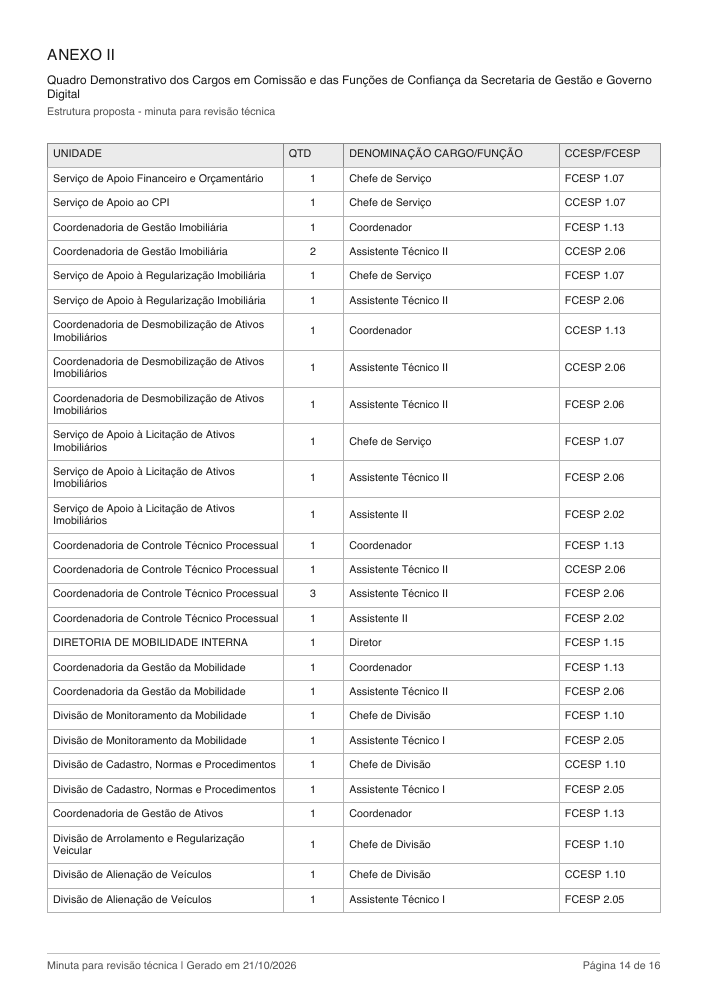 ANEXO II
Quadro Demonstrativo dos Cargos em Comissão e das Funções de Confiança da Secretaria de Gestão e Governo
Digital
Estrutura proposta - minuta para revisão técnica
UNIDADE QTD DENOMINAÇÃO CARGO/FUNÇÃO CCESP/FCESP
Serviço de Apoio Financeiro e Orçamentário 1 Chefe de Serviço FCESP 1.07
Serviço de Apoio ao CPI 1 Chefe de Serviço CCESP 1.07
Coordenadoria de Gestão Imobiliária 1 Coordenador FCESP 1.13
Coordenadoria de Gestão Imobiliária 2 Assistente Técnico II CCESP 2.06
Serviço de Apoio à Regularização Imobiliária 1 Chefe de Serviço FCESP 1.07
Serviço de Apoio à Regularização Imobiliária 1 Assistente Técnico II FCESP 2.06
Coordenadoria de Desmobilização de Ativos
Imobiliários 1 Coordenador CCESP 1.13
Coordenadoria de Desmobilização de Ativos
Imobiliários 1 Assistente Técnico II CCESP 2.06
Coordenadoria de Desmobilização de Ativos
Imobiliários 1 Assistente Técnico II FCESP 2.06
Serviço de Apoio à Licitação de Ativos
Imobiliários 1 Chefe de Serviço FCESP 1.07
Serviço de Apoio à Licitação de Ativos
Imobiliários 1 Assistente Técnico II FCESP 2.06
Serviço de Apoio à Licitação de Ativos
Imobiliários 1 Assistente II FCESP 2.02
Coordenadoria de Controle Técnico Processual 1 Coordenador FCESP 1.13
Coordenadoria de Controle Técnico Processual 1 Assistente Técnico II CCESP 2.06
Coordenadoria de Controle Técnico Processual 3 Assistente Técnico II FCESP 2.06
Coordenadoria de Controle Técnico Processual 1 Assistente II FCESP 2.02
DIRETORIA DE MOBILIDADE INTERNA 1 Diretor FCESP 1.15
Coordenadoria da Gestão da Mobilidade 1 Coordenador FCESP 1.13
Coordenadoria da Gestão da Mobilidade 1 Assistente Técnico II FCESP 2.06
Divisão de Monitoramento da Mobilidade 1 Chefe de Divisão FCESP 1.10
Divisão de Monitoramento da Mobilidade 1 Assistente Técnico I FCESP 2.05
Divisão de Cadastro, Normas e Procedimentos 1 Chefe de Divisão CCESP 1.10
Divisão de Cadastro, Normas e Procedimentos 1 Assistente Técnico I FCESP 2.05
Coordenadoria de Gestão de Ativos 1 Coordenador FCESP 1.13
Divisão de Arrolamento e Regularização
Veicular 1 Chefe de Divisão FCESP 1.10
Divisão de Alienação de Veículos 1 Chefe de Divisão CCESP 1.10
Divisão de Alienação de Veículos 1 Assistente Técnico I FCESP 2.05
Minuta para revisão técnica | Gerado em 21/10/2026 Página 14 de 16